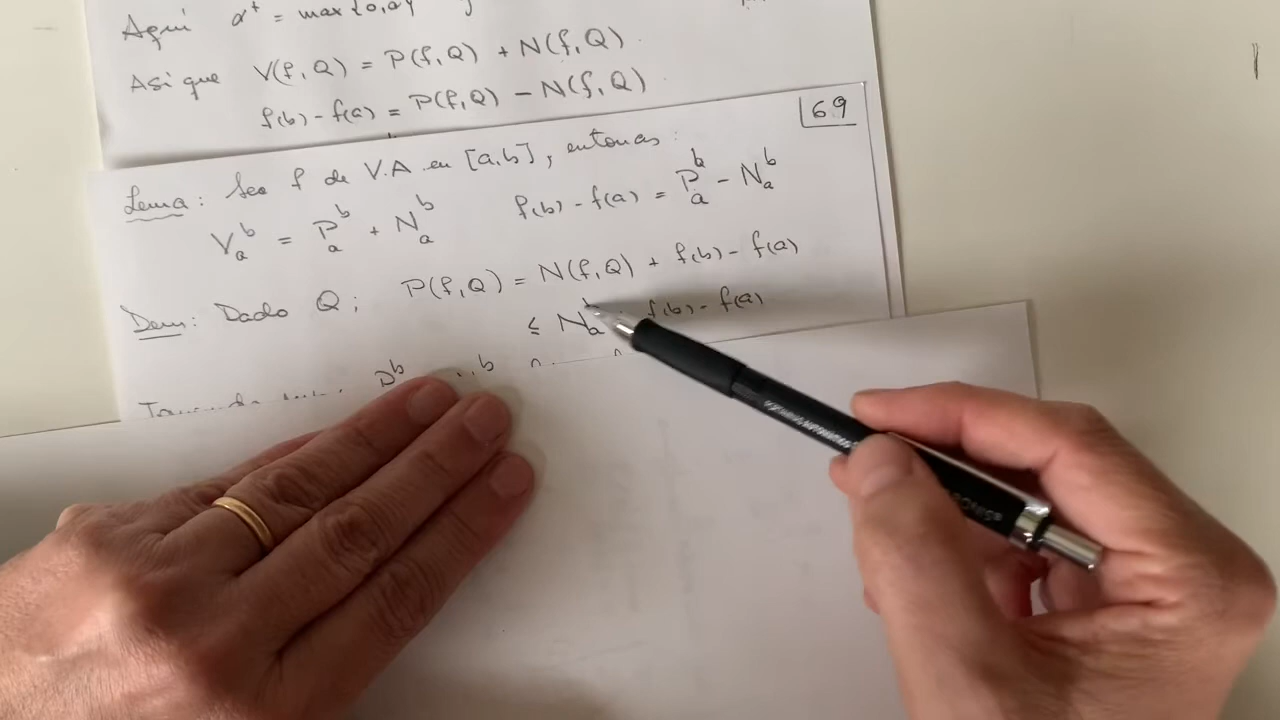 Aquí α⁺ = max {0, α}
Así que V(f,Q) = P(f,Q) + N(f,Q).
f(b) - f(a) = P(f,Q) - N(f,Q)
69
Lema: Sea f de V.A en [a,b], entonces:
V_a^b = P_a^b + N_a^b f(b) - f(a) = P_a^b - N_a^b
Dem: Dado Q; P(f,Q) = N(f,Q) + f(b) - f(a)
≤ N_a^b f(b) - f(a)